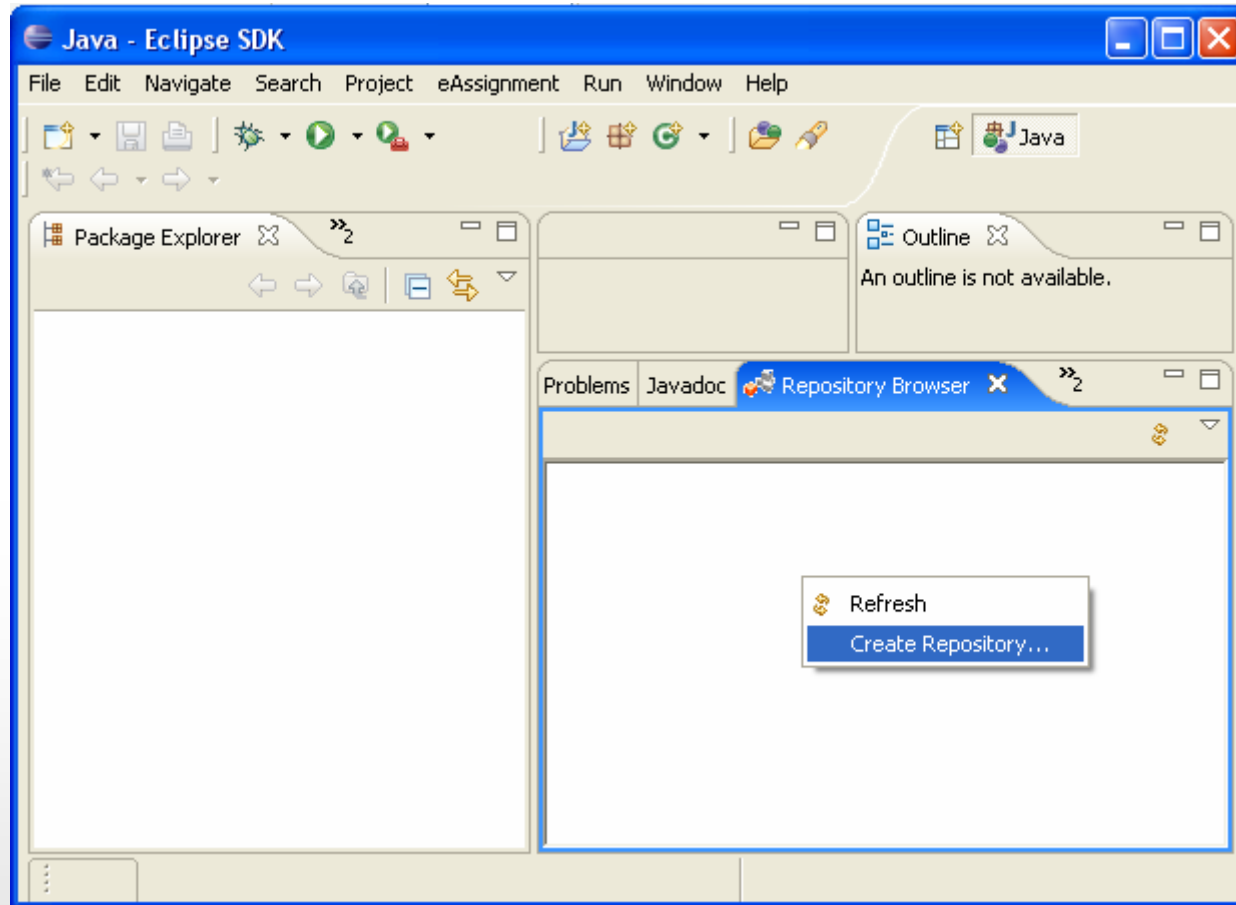 Java - Eclipse SDK
File Edit Navigate Search Project eAssignment Run Window Help
Java
Package Explorer »2
Outline
An outline is not available.
Problems Javadoc Repository Browser »2
Refresh
Create Repository...